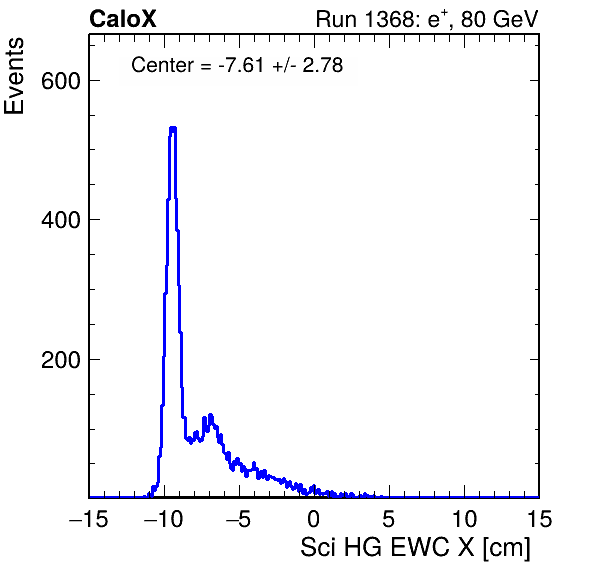 CaloX Run 1368: e⁺, 80 GeV
Center = -7.61 +/- 2.78
Events
600
400
200
−15 −10 −5 0 5 10 15
Sci HG EWC X [cm]